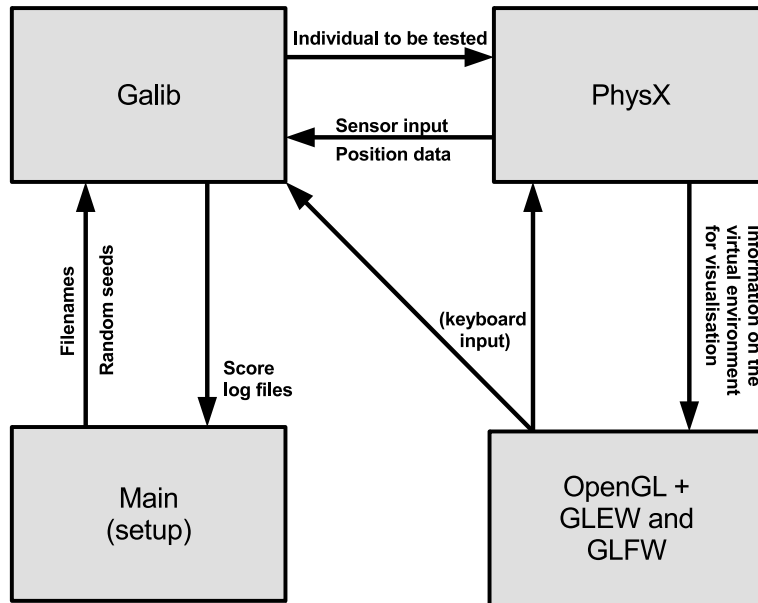 Individual to be tested
Galib
PhysX
Sensor input
Position data
Filenames
Random seeds
Score
log files
(keyboard
input)
Information on the
virtual environment
for visualisation
Main
(setup)
OpenGL +
GLEW and
GLFW